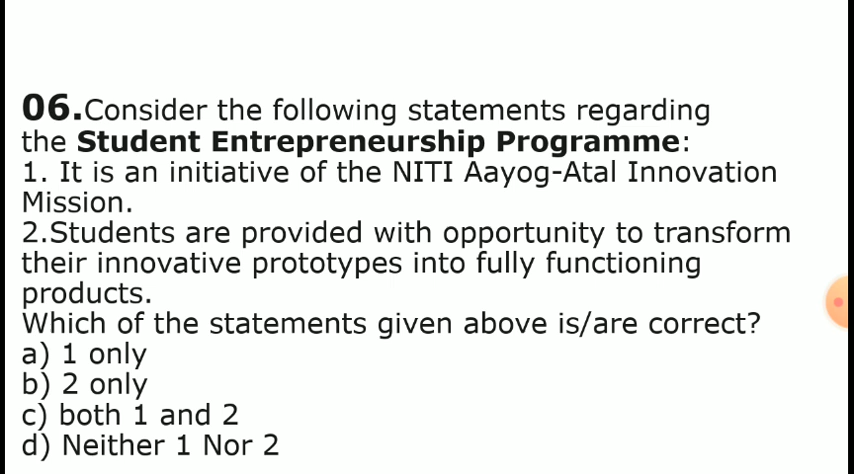 06.Consider the following statements regarding
the Student Entrepreneurship Programme:
1. It is an initiative of the NITI Aayog-Atal Innovation
Mission.
2.Students are provided with opportunity to transform
their innovative prototypes into fully functioning
products.
Which of the statements given above is/are correct?
a) 1 only
b) 2 only
c) both 1 and 2
d) Neither 1 Nor 2